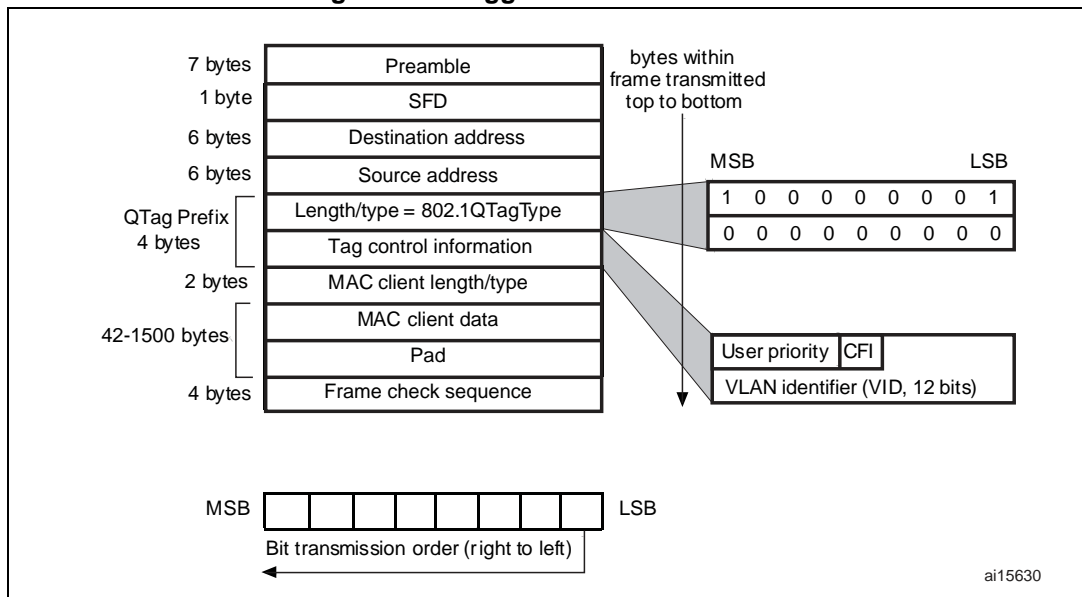 7 bytes
Preamble
1 byte
SFD
6 bytes
Destination address
6 bytes
Source address
QTag Prefix
4 bytes
Length/type = 802.1QTagType
Tag control information
2 bytes
MAC client length/type
42-1500 bytes
MAC client data
Pad
4 bytes
Frame check sequence
bytes within
frame transmitted
top to bottom
MSB LSB
1 0 0 0 0 0 0 0 0 1
0 0 0 0 0 0 0 0 0 0
User priority CFI
VLAN identifier (VID, 12 bits)
MSB LSB
Bit transmission order (right to left)
ai15630